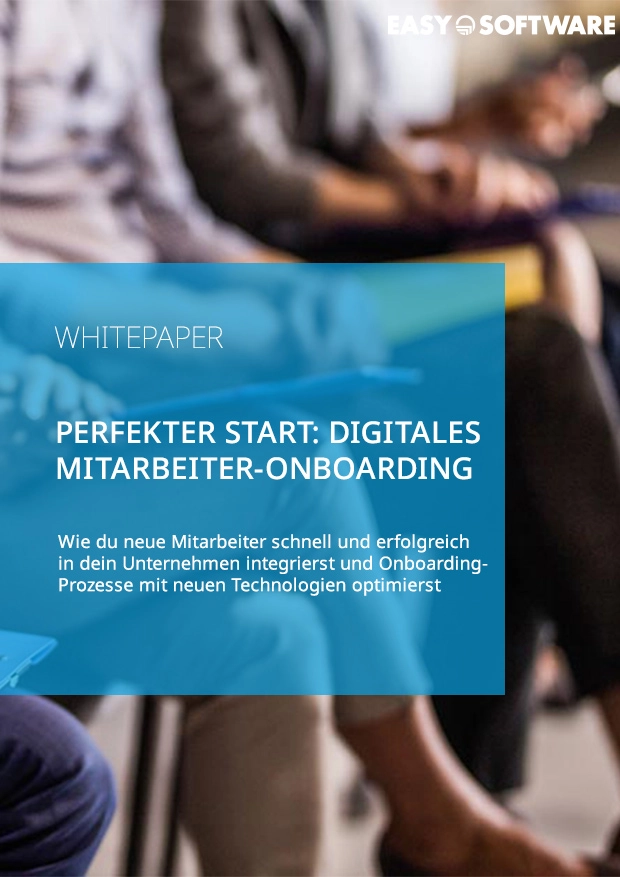 EASY SOFTWARE
WHITEPAPER
PERFEKTER START: DIGITALES
MITARBEITER-ONBOARDING
Wie du neue Mitarbeiter schnell und erfolgreich
in dein Unternehmen integrierst und Onboarding-
Prozesse mit neuen Technologien optimierst